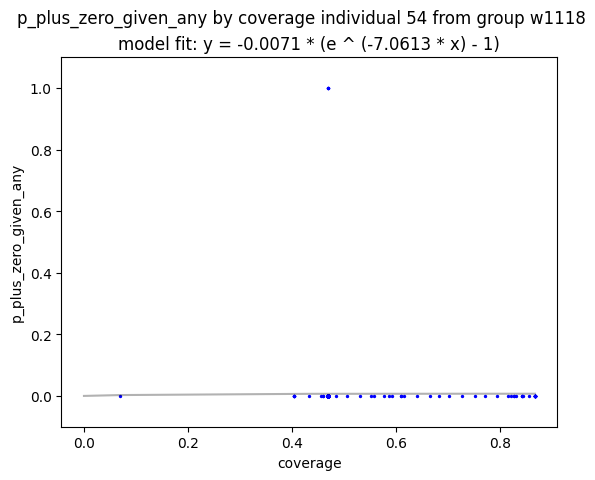 p_plus_zero_given_any by coverage individual 54 from group w1118
model fit: y = -0.0071 * (e ^ (-7.0613 * x) - 1)
1.0
0.8
0.6
0.4
0.2
0.0
p_plus_zero_given_any
0.0 0.2 0.4 0.6 0.8
coverage